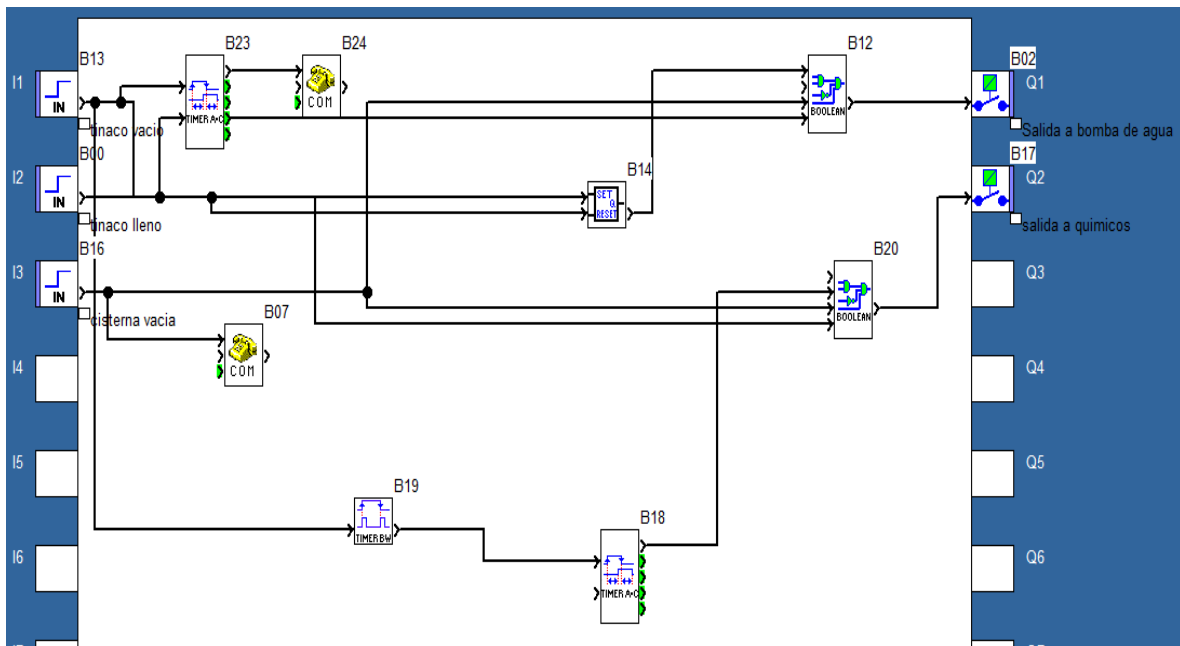 B23 B24 B12
B13 B02
I1 Q1
IN TIMER A•C COM BOOLEAN
tinaco vacio Salida a bomba de agua
B00 B17
I2 B14 Q2
SET
Q
RESET
IN
tinaco lleno salida a quimicos
B16 B20
I3 Q3
IN BOOLEAN
cisterna vacia B07
I4 COM Q4
I5 Q5
B19
B18
TIMER BW
I6 Q6
TIMER A•C